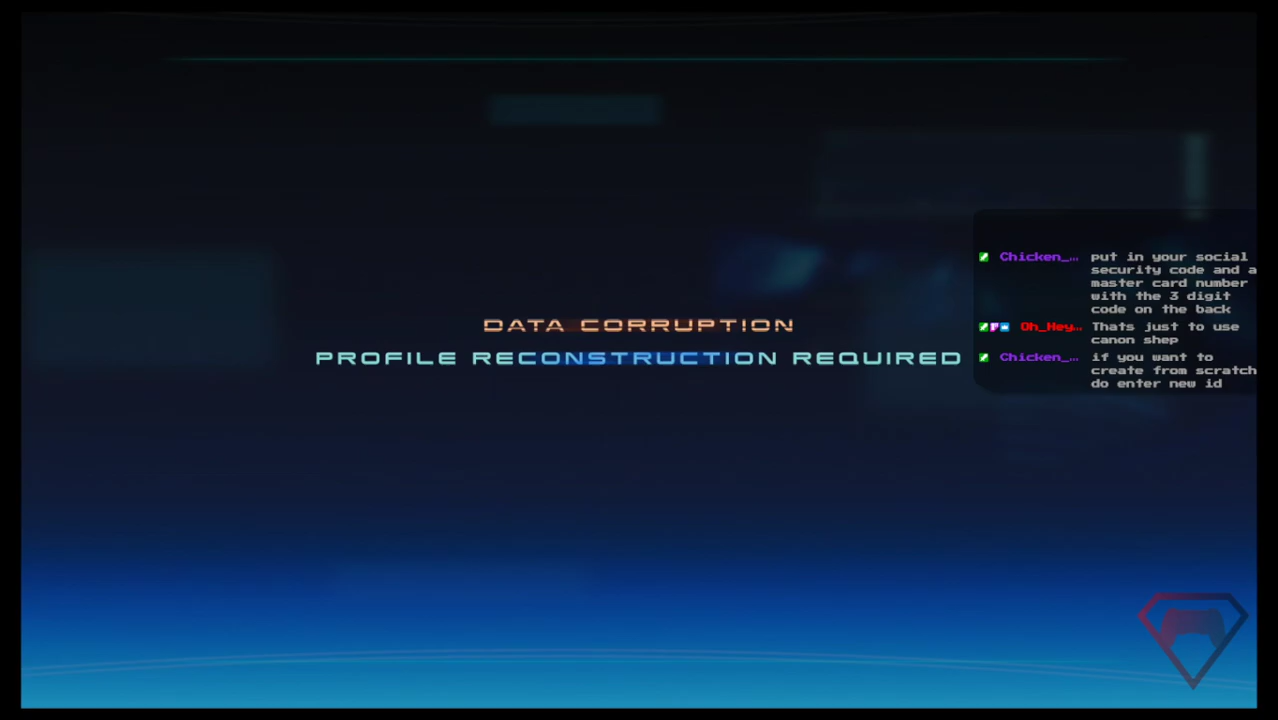 DATA CORRUPTION
PROFILE RECONSTRUCTION REQUIRED
Chicken_… put in your social
security code and a
master card number
with the 3 digit
code on the back
Oh_Hey… Thats just to use
canon shep
Chicken_… if you want to
create from scratch
do enter new id